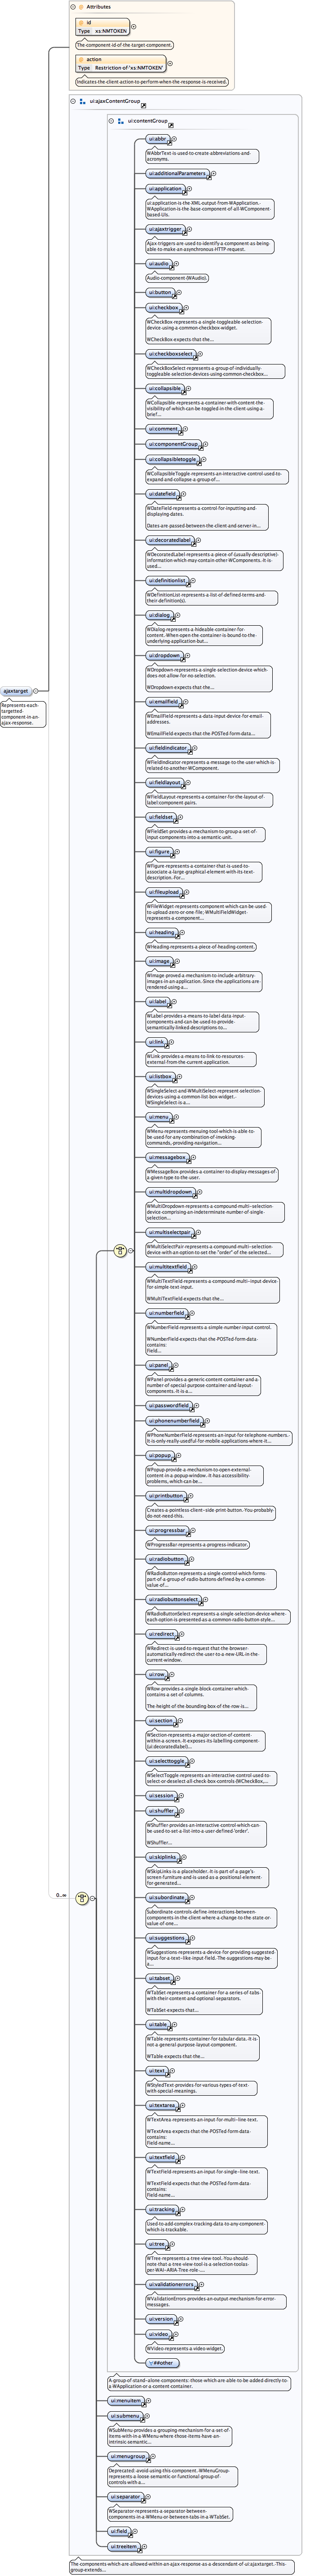 Attributes
id
Type xs:NMTOKEN
The component id of the target component.
action
Type Restriction of 'xs:NMTOKEN'
Indicates the client action to perform when the response is received.
ui:ajaxContentGroup
ui:contentGroup
ui:abbr
WAbbrText is used to create abbreviations and
acronyms.
ui:additionalParameters
ui:application
ui:application is the XML output from WApplication.
WApplication is the base component of all WComponent
based UIs.
ui:ajaxtrigger
Ajax triggers are used to identify a component as being
able to make an asynchronous HTTP request.
ui:audio
Audio component (WAudio).
ui:button
ui:checkbox
WCheckBox represents a single toggleable selection
device using a common checkbox widget.
WCheckBox expects that the...
ui:checkboxselect
WCheckBoxSelect represents a group of individually
toggleable selection devices using common checkbox...
ui:collapsible
WCollapsible represents a container with content the
visibility of which can be toggled in the client using a
brief...
ui:comment
ui:componentGroup
ui:collapsibletoggle
WCollapsibleToggle represents an interactive control used to
expand and collapse a group of...
ui:datefield
WDateField represents a control for inputing and
displaying dates.
Dates are passed between the client and server in...
ui:decoratedlabel
WDecoratedLabel represents a piece of (usually descriptive)
information which may contain other WComponents. It is
used...
ui:definitionlist
WDefinitionList represents a list of defined terms and
their definition(s).
ui:dialog
WDialog represents a hideable container for
content. When open the container is bound to the
underlying application but...
ajaxtarget
ui:dropdown
WDropdown represents a single selection device which
does not allow for no selection.
WDropdown expects that the...
Represents each
targetted
component in an
ajax response.
ui:emailfield
WEmailField represents a data input device for email
addresses.
WEmailField expects that the POSTed form data...
ui:fieldindicator
WFieldIndicator represents a message to the user which is
related to another WComponent.
ui:fieldlayout
WFieldLayout represents a container for the layout of
label:component pairs.
ui:fieldset
WFieldSet provides a mechanism to group a set of
input components into a semantic unit.
ui:figure
WFigure represents a container that is used to
associate a large graphical element with its text
description. For...
ui:fileupload
WFileWidget represents component which can be used
to upload zero or one file; WMultiFileWidget
represents a component...
ui:heading
WHeading represents a piece of heading content.
ui:image
WImage proved a mechanism to include arbitrary
images in an application. Since the applications are
rendered using a...
ui:label
WLabel provides a means to label data input
components and can be used to provide
semantically linked descriptions to...
ui:link
WLink provides a means to link to resources
external from the current application.
ui:listbox
WSingleSelect and WMultiSelect represent selection
devices using a common list box widget.
WSingleSelect is a...
ui:menu
WMenu represents menuing tool which is able to
be used for any combination of invoking
commands, providing navigation...
ui:messagebox
WMessageBox provides a container to display messages of
a given type to the user.
ui:multidropdown
WMultiDropdown represents a compound multi-selection
device comprising an indeterminate number of single
selection...
ui:multiselectpair
WMultiSelectPair represents a compound multi-selection
device with an option to set the "order" of the selected...
ui:multitextfield
WMultiTextField represents a compound multi-input device
for simple text input.
WMultiTextField expects that the...
ui:numberfield
WNumberField represents a simple number input control.
WNumberField expects that the POSTed form data
contains:
Field...
ui:panel
WPanel provides a generic content container and a
number of special purpose container and layout
components. It is a...
ui:passwordfield
ui:phonenumberfield
WPhoneNumberField represents an input for telephone numbers.
It is only really useful for mobile applications where it...
ui:popup
WPopup provide a mechanism to open external
content in a popup window. It has accessibility
problems, which can be...
ui:printbutton
Creates a pointless client-side print button. You probably
do not need this.
ui:progressbar
WProgressBar represents a progress indicator.
ui:radiobutton
WRadioButton represents a single control which forms
part of a group of radio buttons defined by a common
value of...
ui:radiobuttonselect
WRadioButtonSelect represents a single selection device where
each option is presented as a common radio button style...
ui:redirect
WRedirect is used to request that the browser
automatically redirect the user to a new URL in the
current window.
ui:row
WRow provides a single block container which
contains a set of columns.
The height of the bounding box of the row is...
ui:section
WSection represents a major section of content
within a screen. It exposes its labelling component
(ui:decoratedlabel)...
ui:selecttoggle
WSelectToggle represents an interactive control used to
select or deselect all check box controls (WCheckBox,...
ui:session
ui:shuffler
WShuffler provides an interactive control which can
be used to set a list into a user-defined 'order'.
WShuffler...
ui:skiplinks
WSkipLinks is a placeholder. It is part of a page's
screen furniture and is used as a positional element
for generated...
0..∞
ui:subordinate
Subordinate controls define interactions between
components in the client where a change to the state or
value of one...
ui:suggestions
WSuggestions represents a device for providing suggested
input for a text-like input field. The suggestions may be
a...
ui:tabset
WTabSet represents a container for a series of tabs
with their content and optional separators.
WTabSet expects that...
ui:table
WTable represents container for tabular data. It is
not a general purpose layout component.
WTable expects that the...
ui:text
WStyledText provides for various types of text
with special meanings.
ui:textarea
WTextArea represents an input for multi-line text.
WTextArea expects that the POSTed form data
contains:
Field name...
ui:textfield
WTextField represents an input for single-line text.
WTextField expects that the POSTed form data
contains:
Field name...
ui:tracking
Used to add complex tracking data to any component
which is trackable.
ui:tree
WTree represents a tree view tool. You should
note that a tree view tool is a selection tool as
per WAI-ARIA Tree role -...
ui:validationerrors
WValidationErrors provides an output mechanism for error
messages.
ui:version
ui:video
WVideo represents a video widget.
##other
A group of stand-alone components: those which are able to be added directly to
a WApplication or a content container.
ui:menuitem
ui:submenu
WSubMenu provides a grouping mechanism for a set of
items with in a WMenu where those items have an
intrinsic semantic...
ui:menugroup
Deprecated: avoid using this component. WMenuGroup
represents a loose semantic or functional group of
controls with a...
ui:separator
WSeparator represents a separator between
components in a WMenu or between tabs in a WTabSet.
ui:field
ui:treeitem
The components which are allowed within an ajax response as a descendant of ui:ajaxtarget. This
group extends...